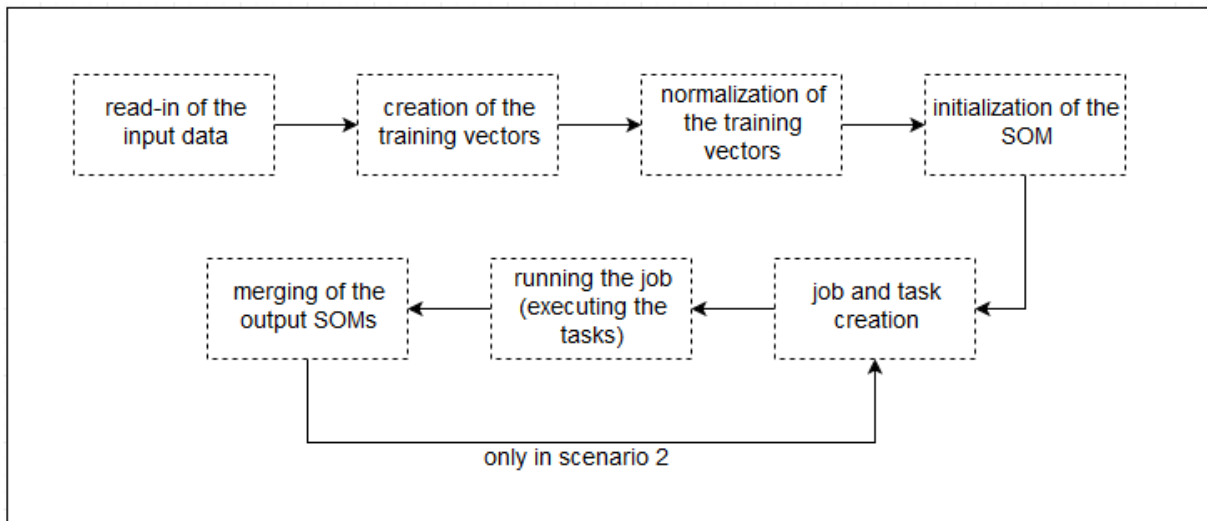 read-in of the
input data
creation of the
training vectors
normalization of
the training
vectors
initialization of the
SOM
merging of the
output SOMs
running the job
(executing the
tasks)
job and task
creation
only in scenario 2